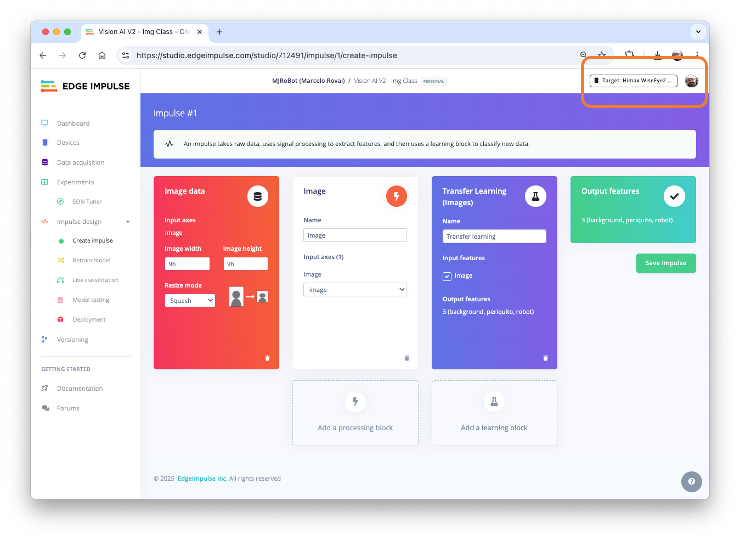 Vision AI V2 - Img Class - Cre
https://studio.edgeimpulse.com/studio/712491/impulse/1/create-impulse
EDGE IMPULSE
MJRoBot (Marcelo Rovai) / Vision AI V2 - Img Class PERSONAL
Target: Himax WiseEye2 ...
Dashboard
Devices
Data acquisition
Experiments
EON Tuner
Impulse design
Create impulse
Retrain model
Live classification
Model testing
Deployment
Versioning
GETTING STARTED
Documentation
Forums
Impulse #1
An impulse takes raw data, uses signal processing to extract features, and then uses a learning block to classify new data.
Image data
Input axes
image
Image width Image height
96 96
Resize mode
Squash
Image
Name
Image
Input axes (1)
Image
image
Transfer Learning
(Images)
Name
Transfer learning
Input features
Image
Output features
3 (background, periquito, robot)
Output features
3 (background, periquito, robot)
Save Impulse
Add a processing block
Add a learning block
© 2025 EdgeImpulse Inc. All rights reserved